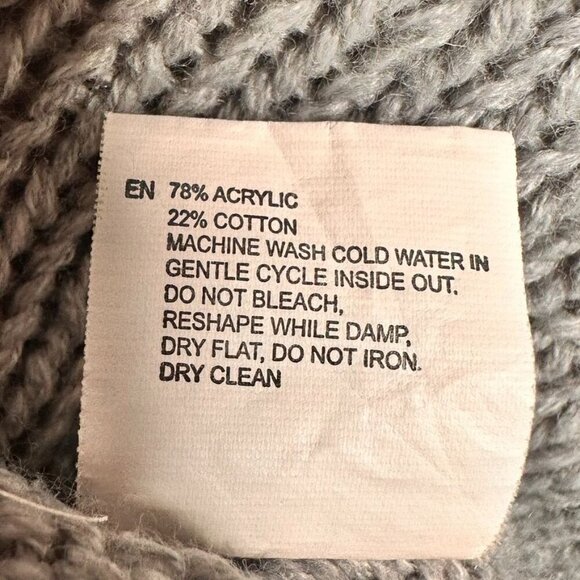 EN 78% ACRYLIC
22% COTTON
MACHINE WASH COLD WATER IN
GENTLE CYCLE INSIDE OUT.
DO NOT BLEACH,
RESHAPE WHILE DAMP,
DRY FLAT, DO NOT IRON.
DRY CLEAN